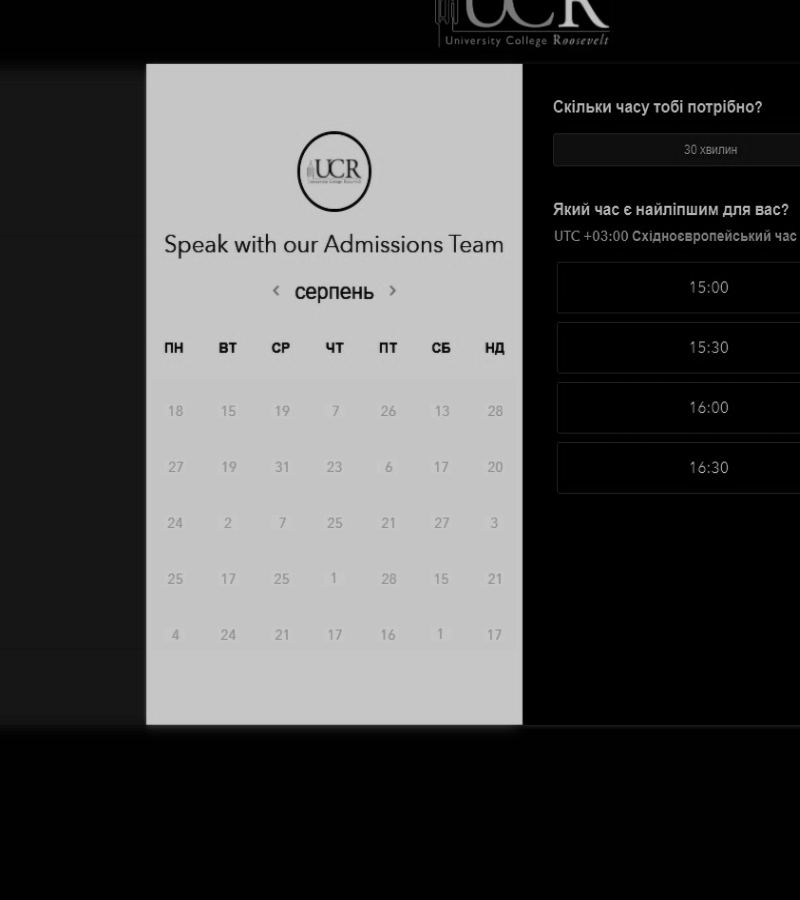 UCR
University College Roosevelt
UCR
University College Roosevelt
Speak with our Admissions Team
‹ серпень ›
ПН ВТ СР ЧТ ПТ СБ НД
18 15 19 7 26 13 28
27 19 31 23 6 17 20
24 2 7 25 21 27 3
25 17 25 1 28 15 21
4 24 21 17 16 1 17
Скільки часу тобі потрібно?
30 хвилин
Який час є найліпшим для вас?
UTC +03:00 Східноєвропейський час
15:00
15:30
16:00
16:30